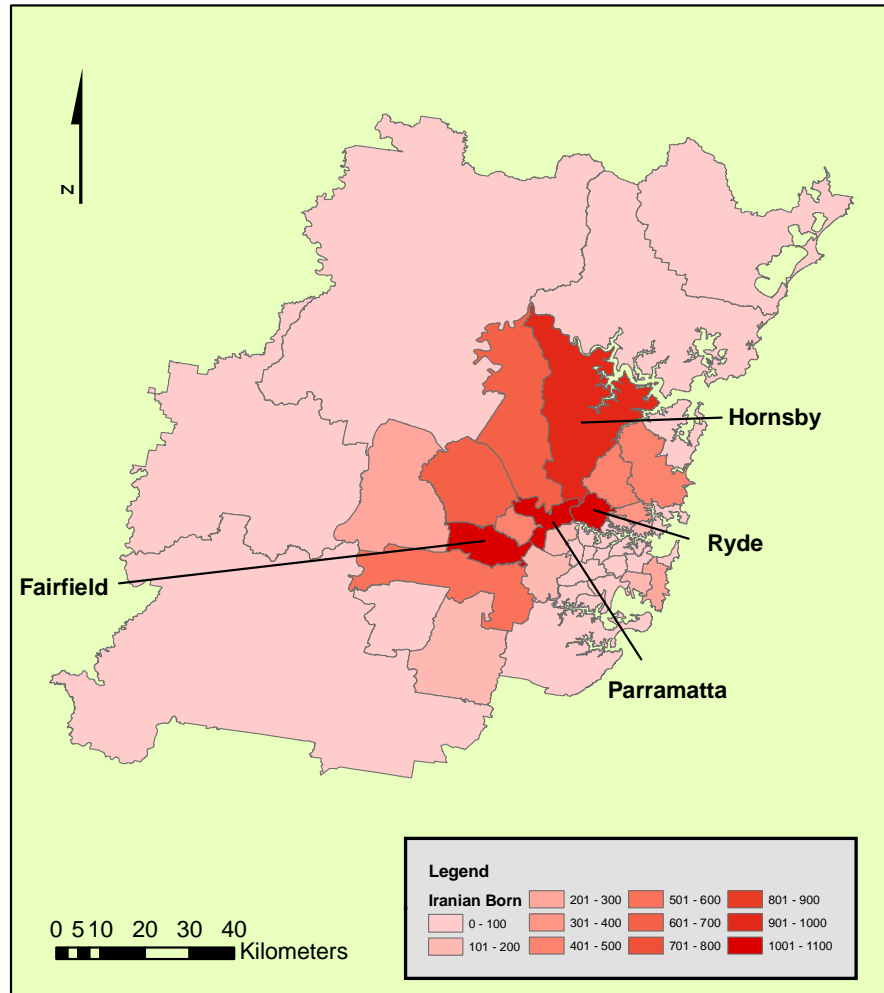 N
Hornsby
Ryde
Fairfield
Parramatta
Legend
Iranian Born
0 - 100
101 - 200
201 - 300
301 - 400
401 - 500
501 - 600
601 - 700
701 - 800
801 - 900
901 - 1000
1001 - 1100
0 5 10 20 30 40
Kilometers